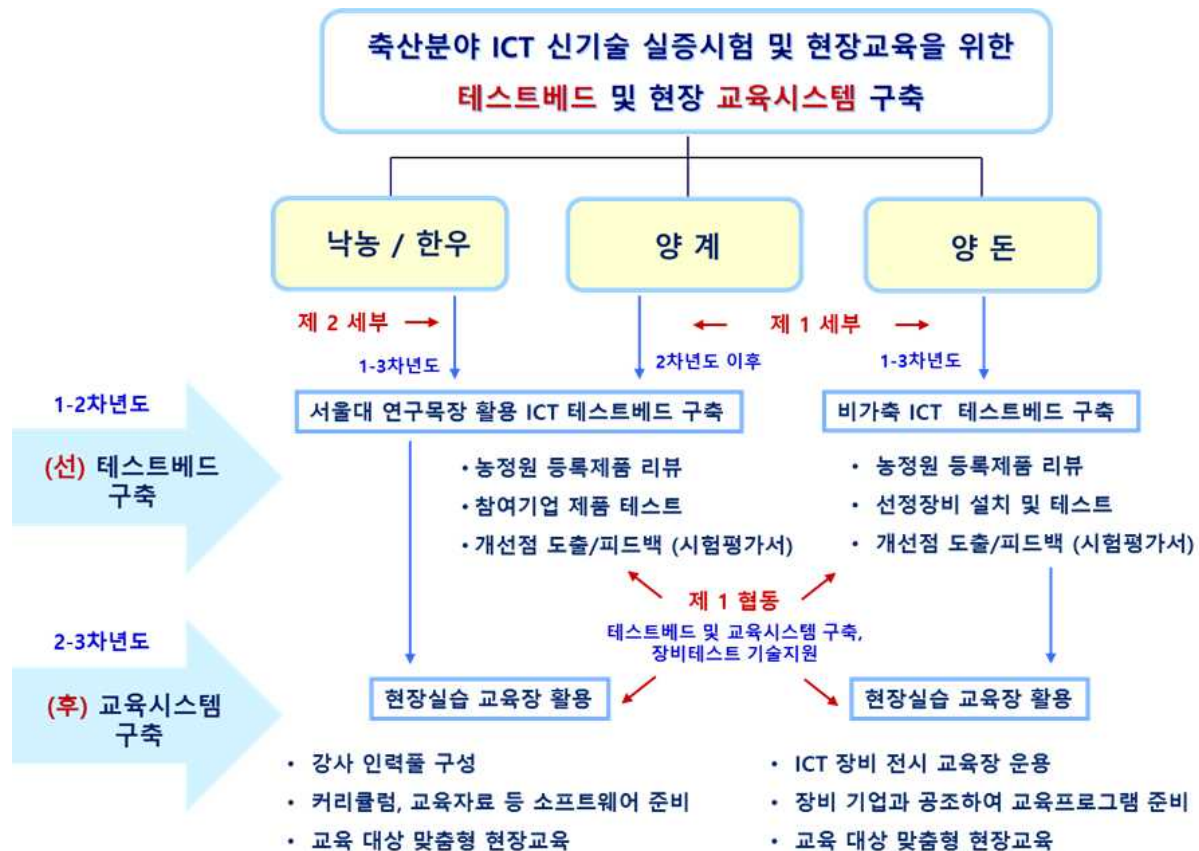 축산분야 ICT 신기술 실증시험 및 현장교육을 위한
테스트베드 및 현장 교육시스템 구축
낙농 / 한우
양 계
양 돈
제 2 세부
제 1 세부
1-3차년도
2차년도 이후
1-3차년도
1-2차년도
(선) 테스트베드
구축
서울대 연구목장 활용 ICT 테스트베드 구축
비가축 ICT 테스트베드 구축
• 농정원 등록제품 리뷰
• 참여기업 제품 테스트
• 개선점 도출/피드백 (시험평가서)
• 농정원 등록제품 리뷰
• 선정장비 설치 및 테스트
• 개선점 도출/피드백 (시험평가서)
제 1 협동
테스트베드 및 교육시스템 구축,
장비테스트 기술지원
2-3차년도
(후) 교육시스템
구축
현장실습 교육장 활용
현장실습 교육장 활용
• 강사 인력풀 구성
• 커리큘럼, 교육자료 등 소프트웨어 준비
• 교육 대상 맞춤형 현장교육
• ICT 장비 전시 교육장 운용
• 장비 기업과 공조하여 교육프로그램 준비
• 교육 대상 맞춤형 현장교육